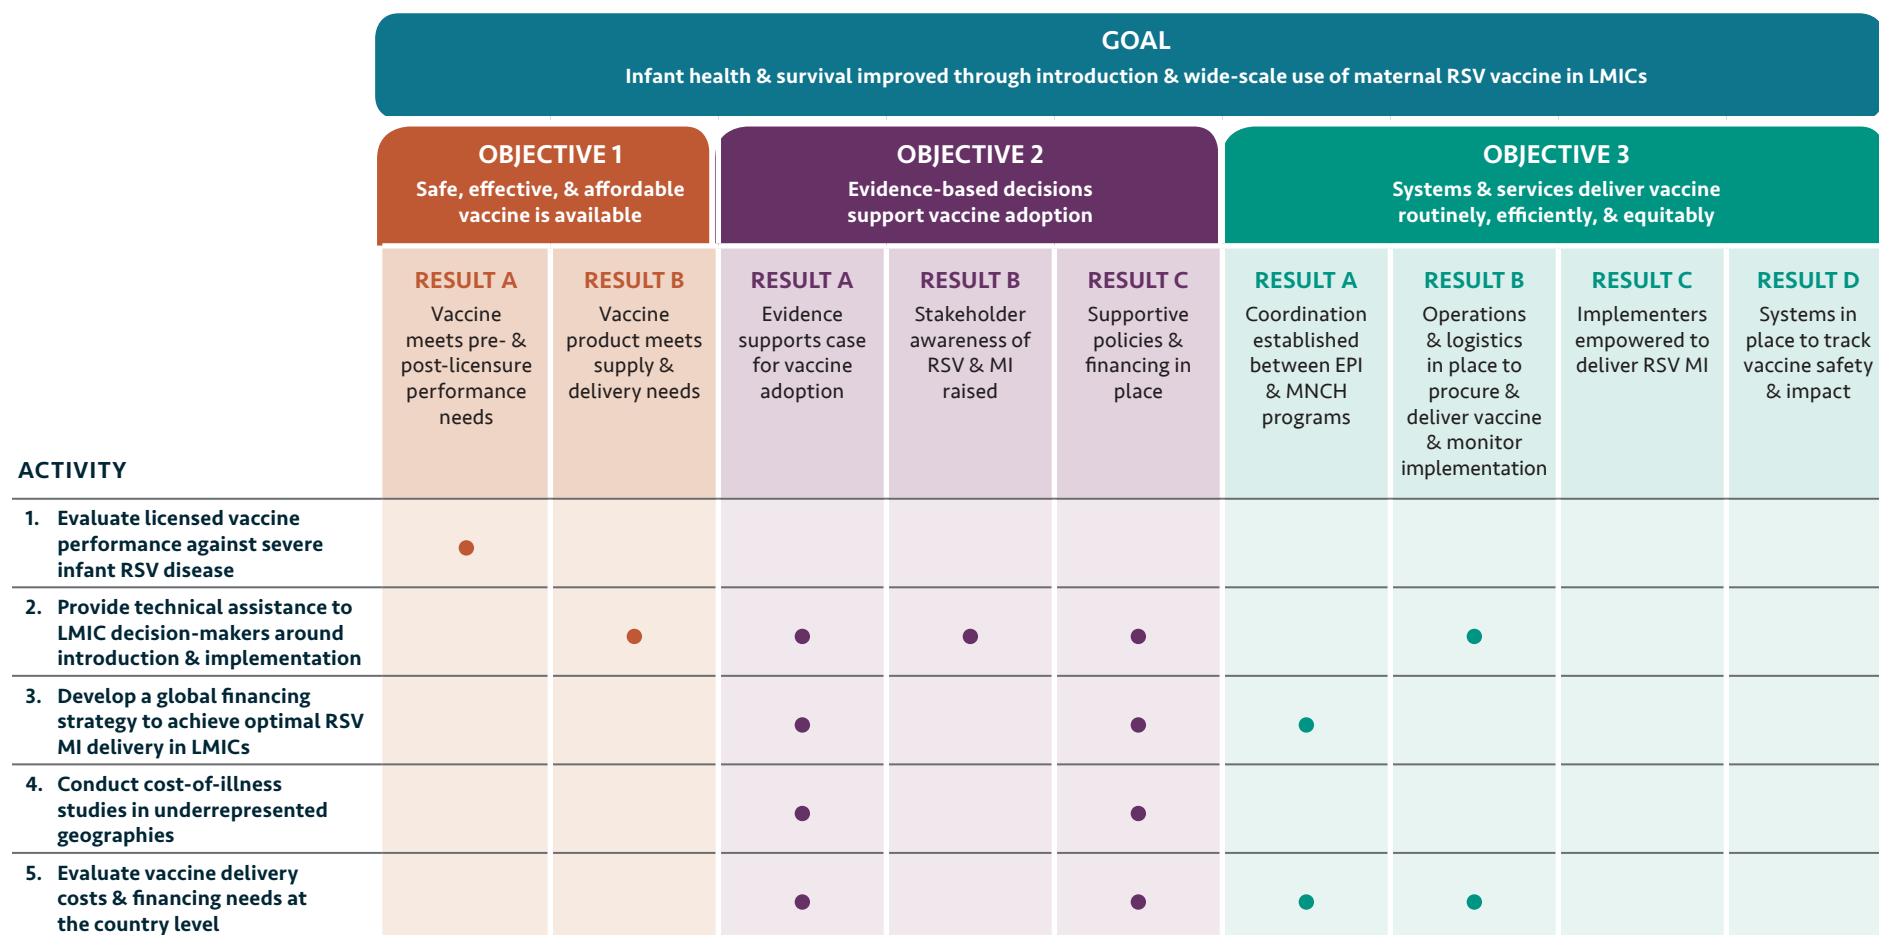 GOAL
Infant health & survival improved through introduction & wide-scale use of maternal RSV vaccine in LMICs
OBJECTIVE 1
Safe, effective, & affordable
vaccine is available
OBJECTIVE 2
Evidence-based decisions
support vaccine adoption
OBJECTIVE 3
Systems & services deliver vaccine
routinely, efficiently, & equitably
RESULT A
Vaccine
meets pre- &
post-licensure
performance
needs
RESULT B
Vaccine
product meets
supply &
delivery needs
RESULT A
Evidence
supports case
for vaccine
adoption
RESULT B
Stakeholder
awareness of
RSV & MI
raised
RESULT C
Supportive
policies &
financing in
place
RESULT A
Coordination
established
between EPI
& MNCH
programs
RESULT B
Operations
& logistics
in place to
procure &
deliver vaccine
& monitor
implementation
RESULT C
Implementers
empowered to
deliver RSV MI
RESULT D
Systems in
place to track
vaccine safety
& impact
ACTIVITY
1. Evaluate licensed vaccine
performance against severe
infant RSV disease
2. Provide technical assistance to
LMIC decision-makers around
introduction & implementation
3. Develop a global financing
strategy to achieve optimal RSV
MI delivery in LMICs
4. Conduct cost-of-illness
studies in underrepresented
geographies
5. Evaluate vaccine delivery
costs & financing needs at
the country level